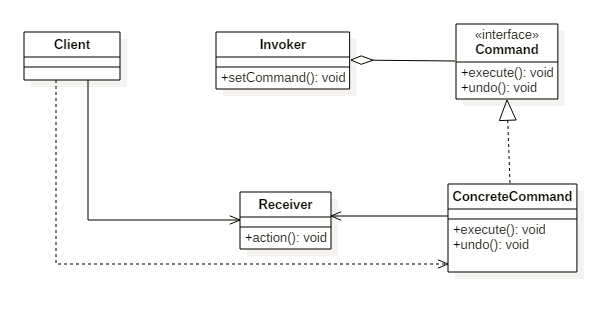 Client
Invoker
+setCommand(): void
«interface»
Command
+execute(): void
+undo(): void
Receiver
+action(): void
ConcreteCommand
+execute(): void
+undo(): void